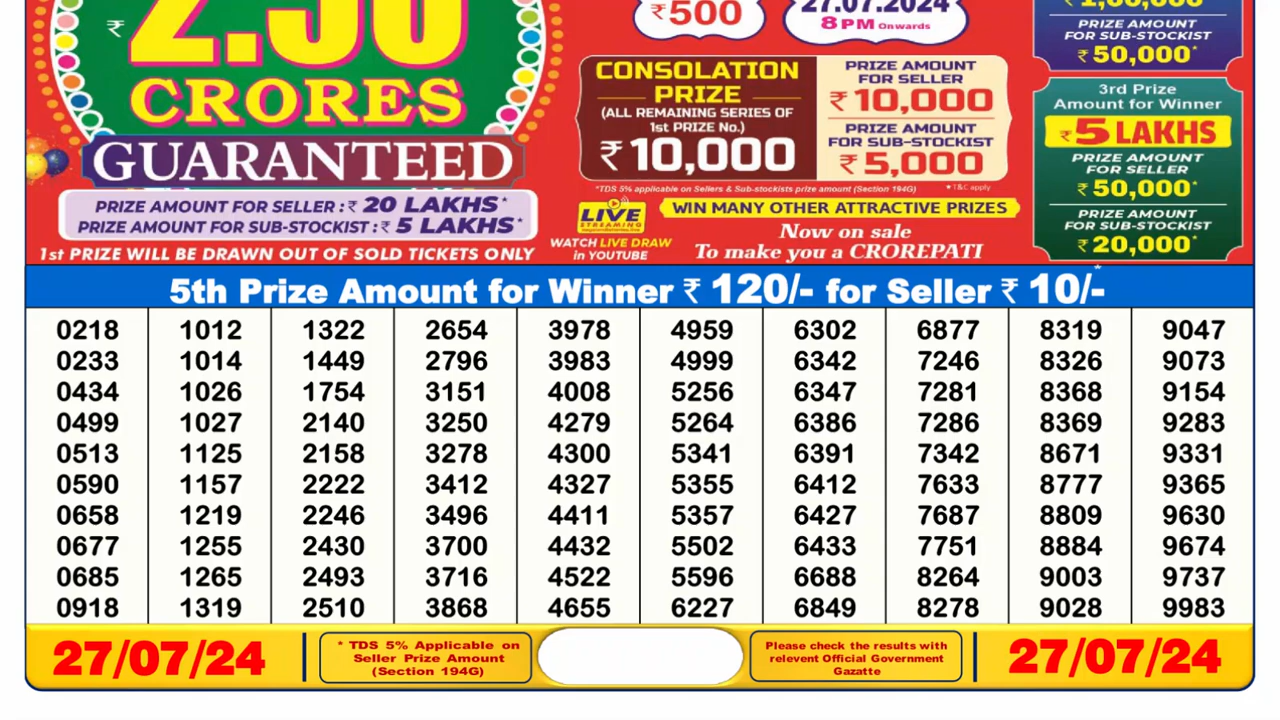 ₹ 2.50
CRORES
GUARANTEED
PRIZE AMOUNT FOR SELLER : ₹ 20 LAKHS*
PRIZE AMOUNT FOR SUB-STOCKIST : ₹ 5 LAKHS*
1st PRIZE WILL BE DRAWN OUT OF SOLD TICKETS ONLY
₹500
27.07.2024
8 PM Onwards
CONSOLATION
PRIZE
(ALL REMAINING SERIES OF
1st PRIZE No.)
₹ 10,000
PRIZE AMOUNT
FOR SELLER
₹ 10,000
PRIZE AMOUNT
FOR SUB-STOCKIST
₹ 5,000
*TDS 5% applicable on Sellers & Sub-stockists prize amount (Section 194G)
*T&C apply
LIVE
STREAMING
WATCH LIVE DRAW
in YOUTUBE
WIN MANY OTHER ATTRACTIVE PRIZES
Now on sale
To make you a CROREPATI
PRIZE AMOUNT
FOR SUB-STOCKIST
₹ 50,000*
3rd Prize
Amount for Winner
₹ 5 LAKHS
PRIZE AMOUNT
FOR SELLER
₹ 50,000*
PRIZE AMOUNT
FOR SUB-STOCKIST
₹ 20,000*
5th Prize Amount for Winner ₹ 120/- for Seller ₹ 10/-*
0218 1012 1322 2654 3978 4959 6302 6877 8319 9047
0233 1014 1449 2796 3983 4999 6342 7246 8326 9073
0434 1026 1754 3151 4008 5256 6347 7281 8368 9154
0499 1027 2140 3250 4279 5264 6386 7286 8369 9283
0513 1125 2158 3278 4300 5341 6391 7342 8671 9331
0590 1157 2222 3412 4327 5355 6412 7633 8777 9365
0658 1219 2246 3496 4411 5357 6427 7687 8809 9630
0677 1255 2430 3700 4432 5502 6433 7751 8884 9674
0685 1265 2493 3716 4522 5596 6688 8264 9003 9737
0918 1319 2510 3868 4655 6227 6849 8278 9028 9983
27/07/24
* TDS 5% Applicable on
Seller Prize Amount
(Section 194G)
Please check the results with
relevent Official Government
Gazatte
27/07/24